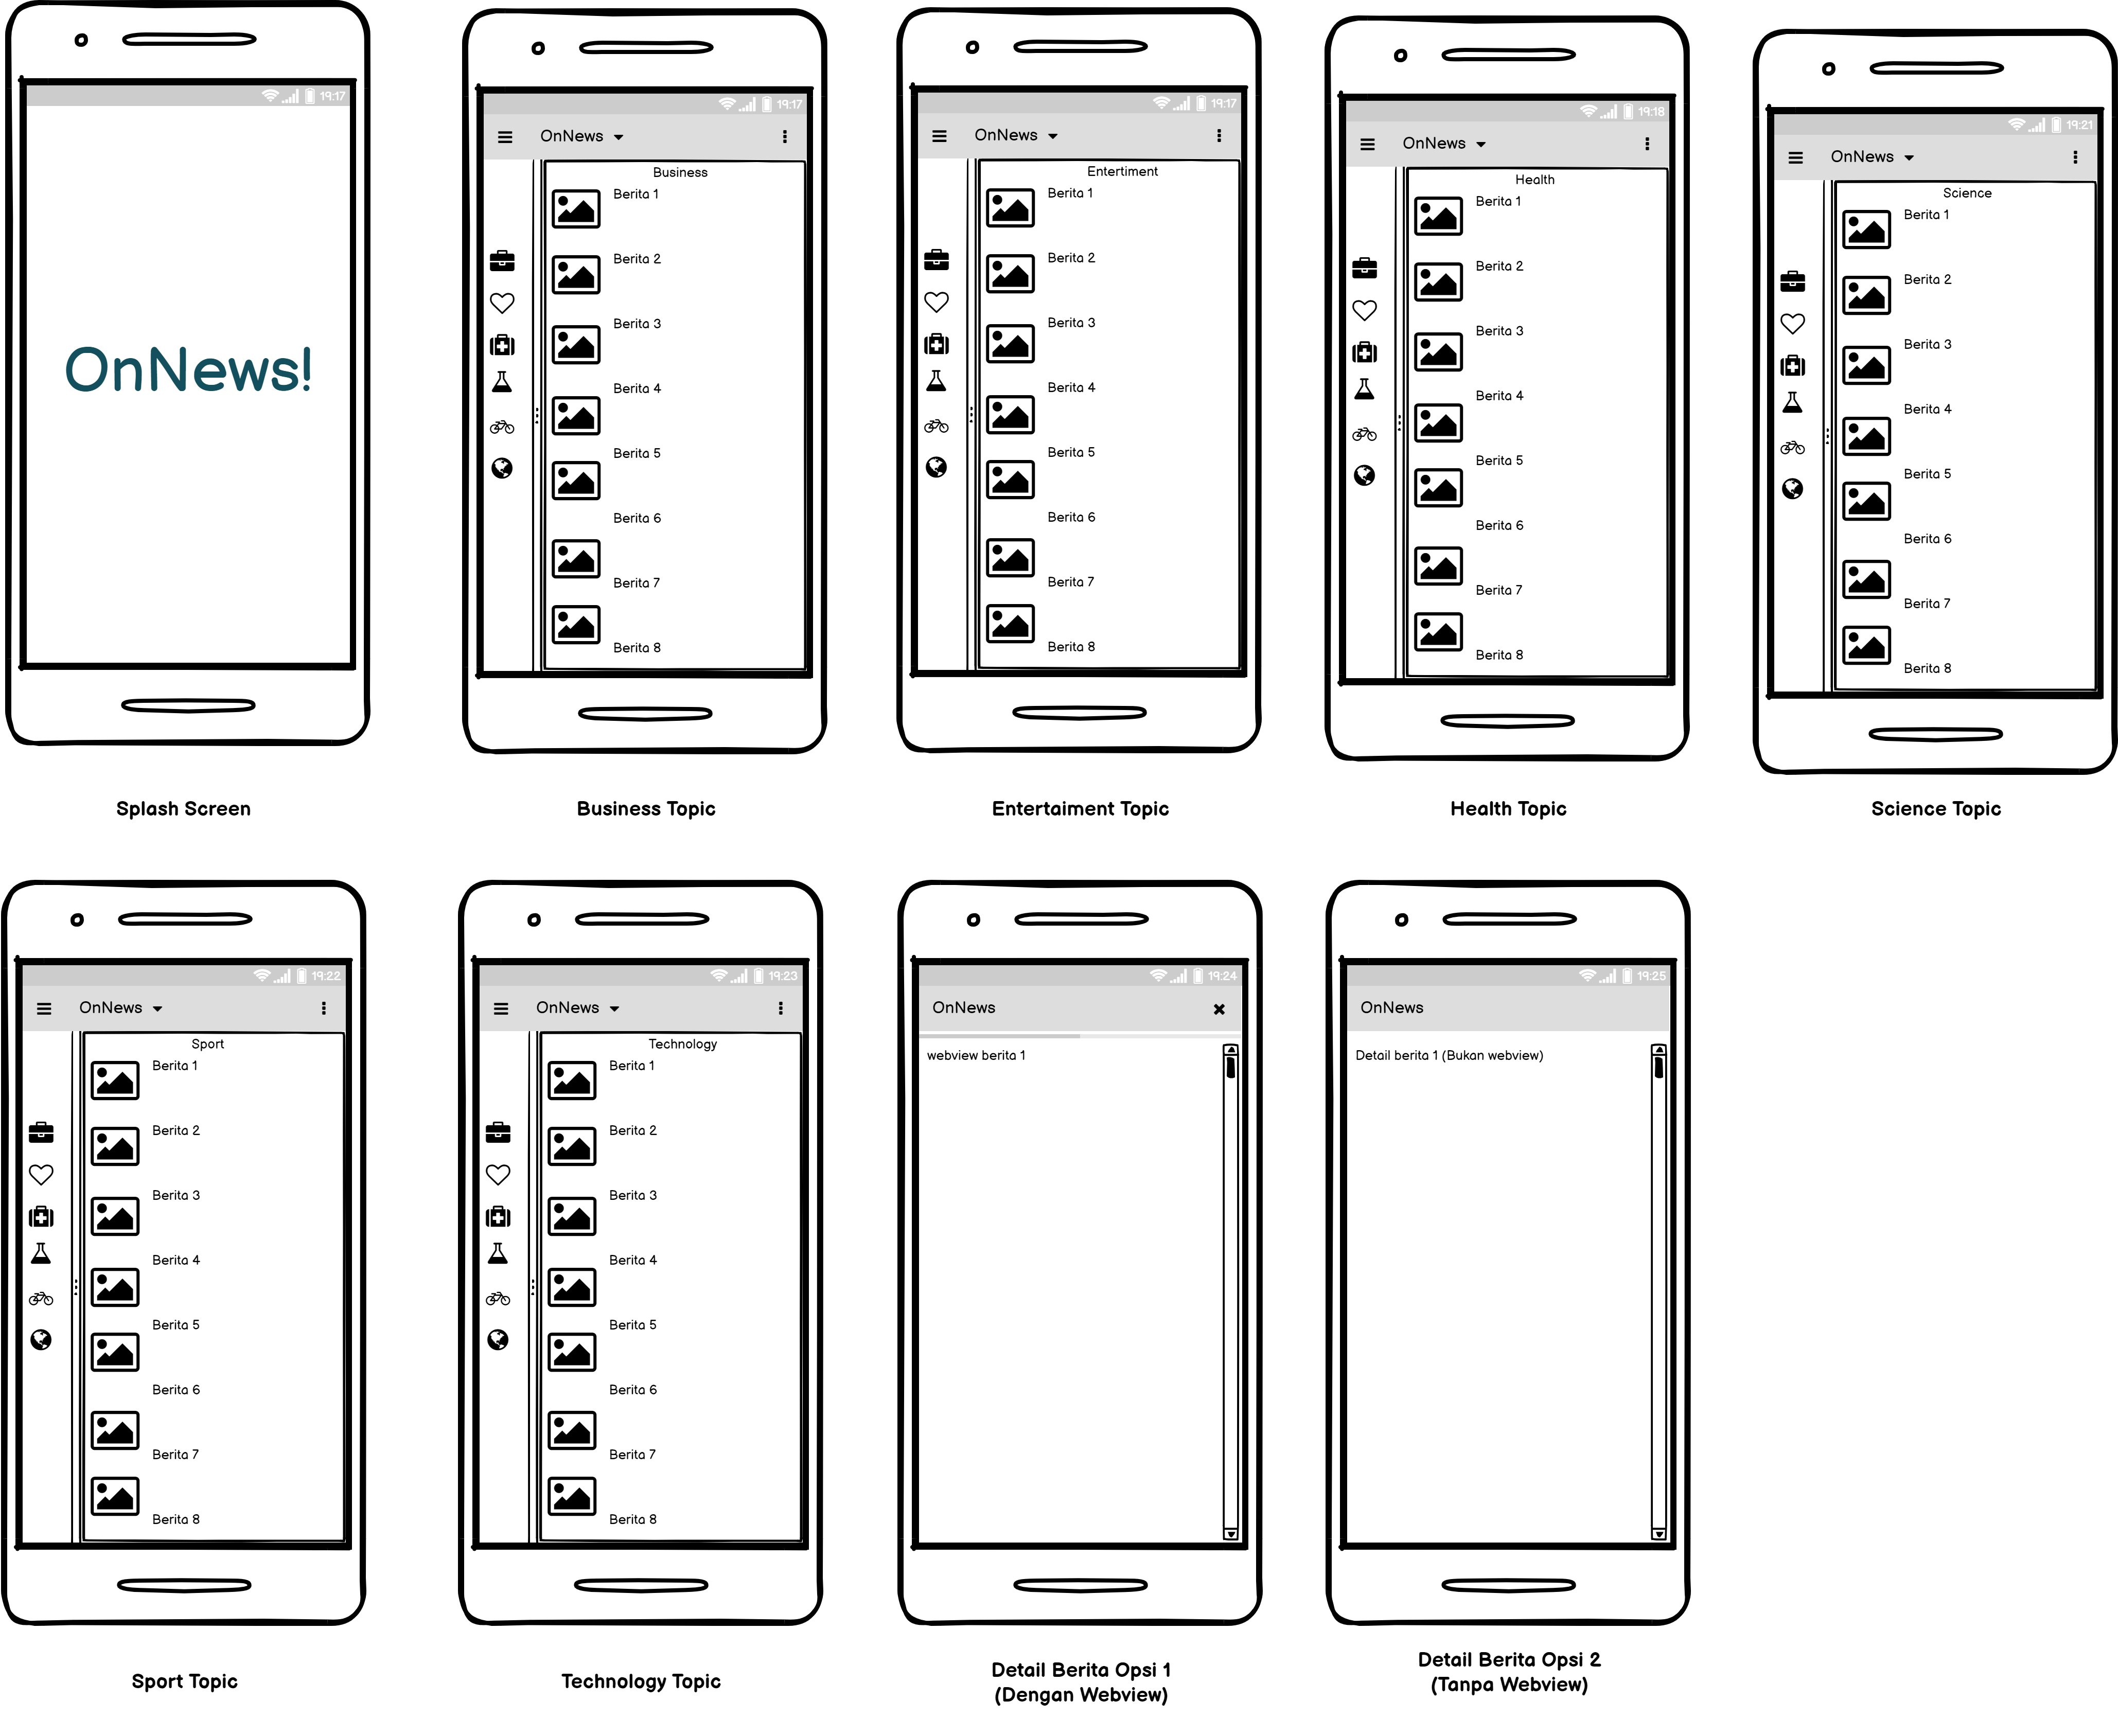 19:17
OnNews!
Splash Screen
19:17
OnNews
Business
Berita 1
Berita 2
Berita 3
Berita 4
Berita 5
Berita 6
Berita 7
Berita 8
Business Topic
19:17
OnNews
Entertiment
Berita 1
Berita 2
Berita 3
Berita 4
Berita 5
Berita 6
Berita 7
Berita 8
Entertaiment Topic
19:18
OnNews
Health
Berita 1
Berita 2
Berita 3
Berita 4
Berita 5
Berita 6
Berita 7
Berita 8
Health Topic
19:21
OnNews
Science
Berita 1
Berita 2
Berita 3
Berita 4
Berita 5
Berita 6
Berita 7
Berita 8
Science Topic
19:22
OnNews
Sport
Berita 1
Berita 2
Berita 3
Berita 4
Berita 5
Berita 6
Berita 7
Berita 8
Sport Topic
19:23
OnNews
Technology
Berita 1
Berita 2
Berita 3
Berita 4
Berita 5
Berita 6
Berita 7
Berita 8
Technology Topic
19:24
OnNews
webview berita 1
Detail Berita Opsi 1
(Dengan Webview)
19:25
OnNews
Detail berita 1 (Bukan webview)
Detail Berita Opsi 2
(Tanpa Webview)